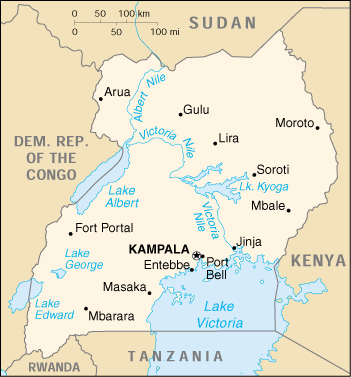 0 50 100 km
0 50 100 mi
SUDAN
Arua
Albert Nile
Gulu
Moroto
DEM. REP.
OF THE
CONGO
Victoria Nile
Lira
Soroti
Lake
Albert
Lk. Kyoga
Mbale
Victoria
Nile
Fort Portal
KAMPALA
Jinja
Lake
George
Entebbe
Port
Bell
KENYA
Masaka
Lake
Edward
Mbarara
Lake
Victoria
RWANDA
TANZANIA